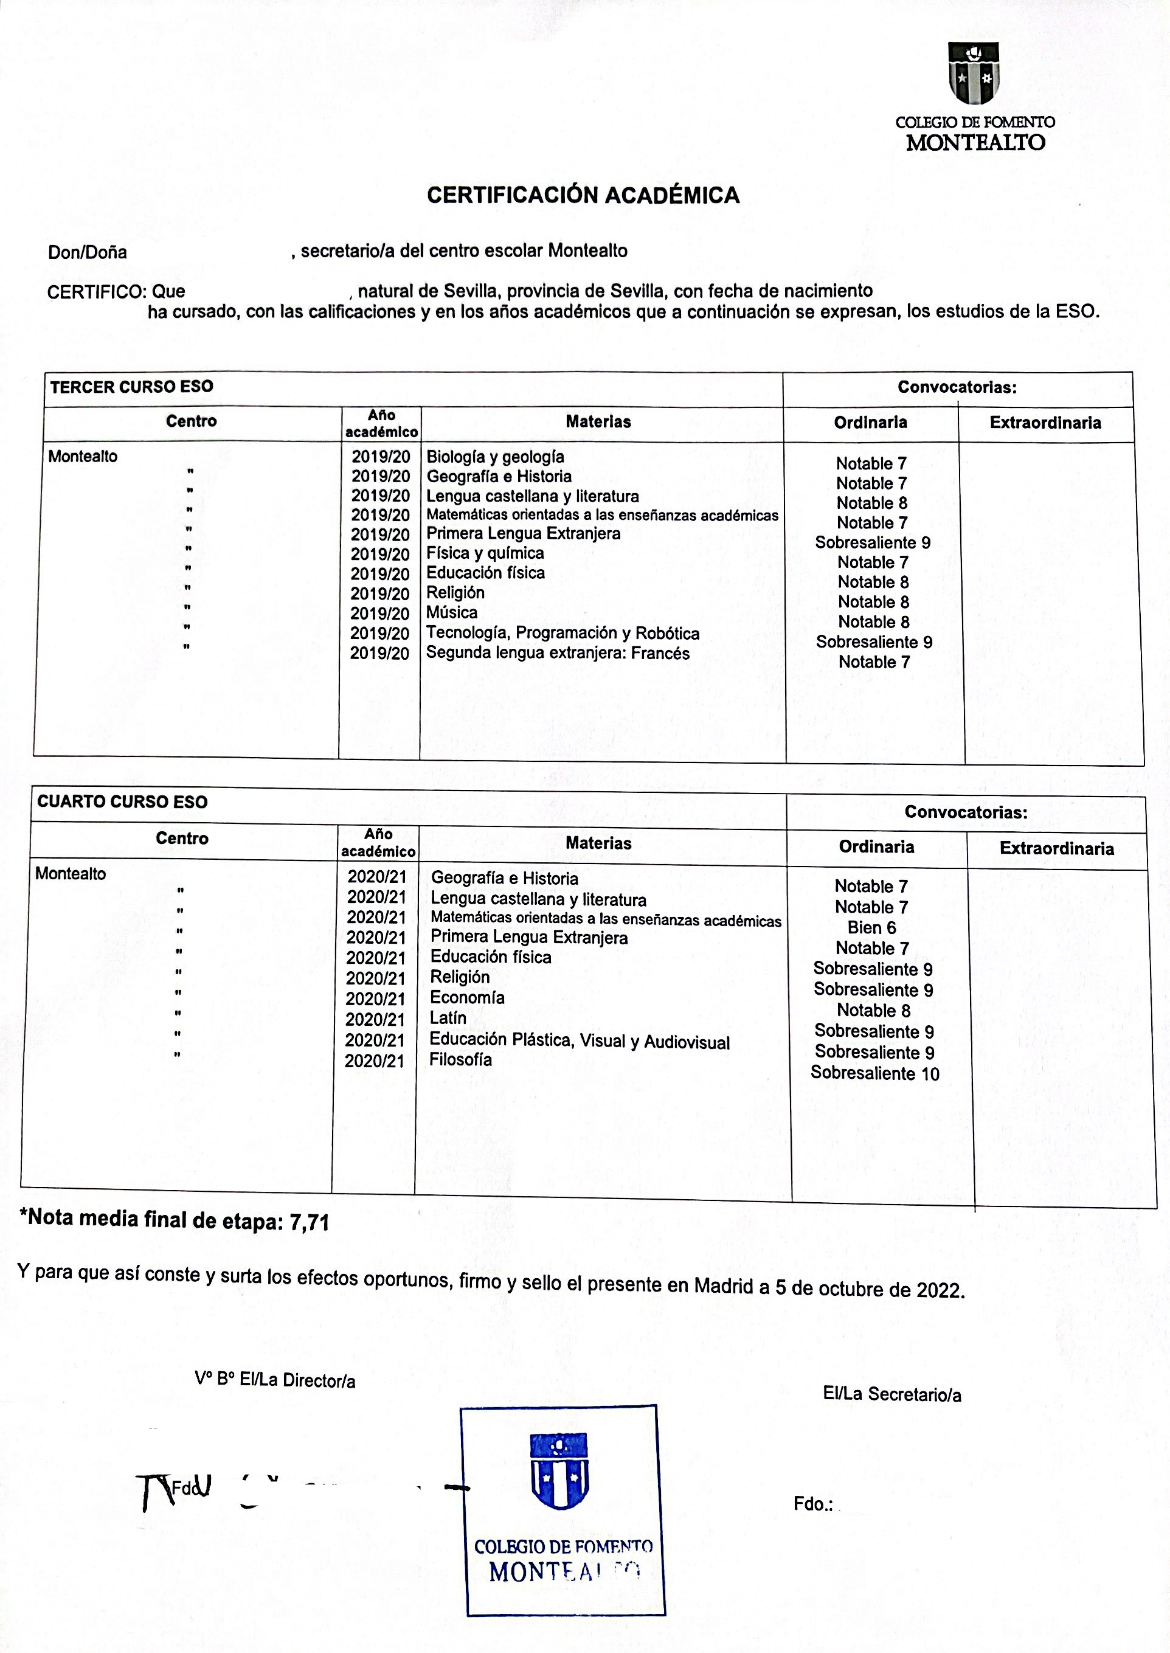 COLEGIO DE FOMENTO
MONTEALTO
CERTIFICACIÓN ACADÉMICA
Don/Doña , secretario/a del centro escolar Montealto
CERTIFICO: Que , natural de Sevilla, provincia de Sevilla, con fecha de nacimiento
ha cursado, con las calificaciones y en los años académicos que a continuación se expresan, los estudios de la ESO.
TERCER CURSO ESO Convocatorias:
Centro Año académico Materias Ordinaria Extraordinaria
Montealto 2019/20 Biología y geología Notable 7
" 2019/20 Geografía e Historia Notable 7
" 2019/20 Lengua castellana y literatura Notable 8
" 2019/20 Matemáticas orientadas a las enseñanzas académicas Notable 7
" 2019/20 Primera Lengua Extranjera Sobresaliente 9
" 2019/20 Física y química Notable 7
" 2019/20 Educación física Notable 8
" 2019/20 Religión Notable 8
" 2019/20 Música Notable 8
" 2019/20 Tecnología, Programación y Robótica Sobresaliente 9
" 2019/20 Segunda lengua extranjera: Francés Notable 7
CUARTO CURSO ESO Convocatorias:
Centro Año académico Materias Ordinaria Extraordinaria
Montealto 2020/21 Geografía e Historia Notable 7
" 2020/21 Lengua castellana y literatura Notable 7
" 2020/21 Matemáticas orientadas a las enseñanzas académicas Bien 6
" 2020/21 Primera Lengua Extranjera Notable 7
" 2020/21 Educación física Sobresaliente 9
" 2020/21 Religión Sobresaliente 9
" 2020/21 Economía Notable 8
" 2020/21 Latín Sobresaliente 9
" 2020/21 Educación Plástica, Visual y Audiovisual Sobresaliente 9
" 2020/21 Filosofía Sobresaliente 10
*Nota media final de etapa: 7,71
Y para que así conste y surta los efectos oportunos, firmo y sello el presente en Madrid a 5 de octubre de 2022.
Vº Bº El/La Director/a
El/La Secretario/a
Fdo
Fdo.:
COLEGIO DE FOMENTO
MONTEALTO